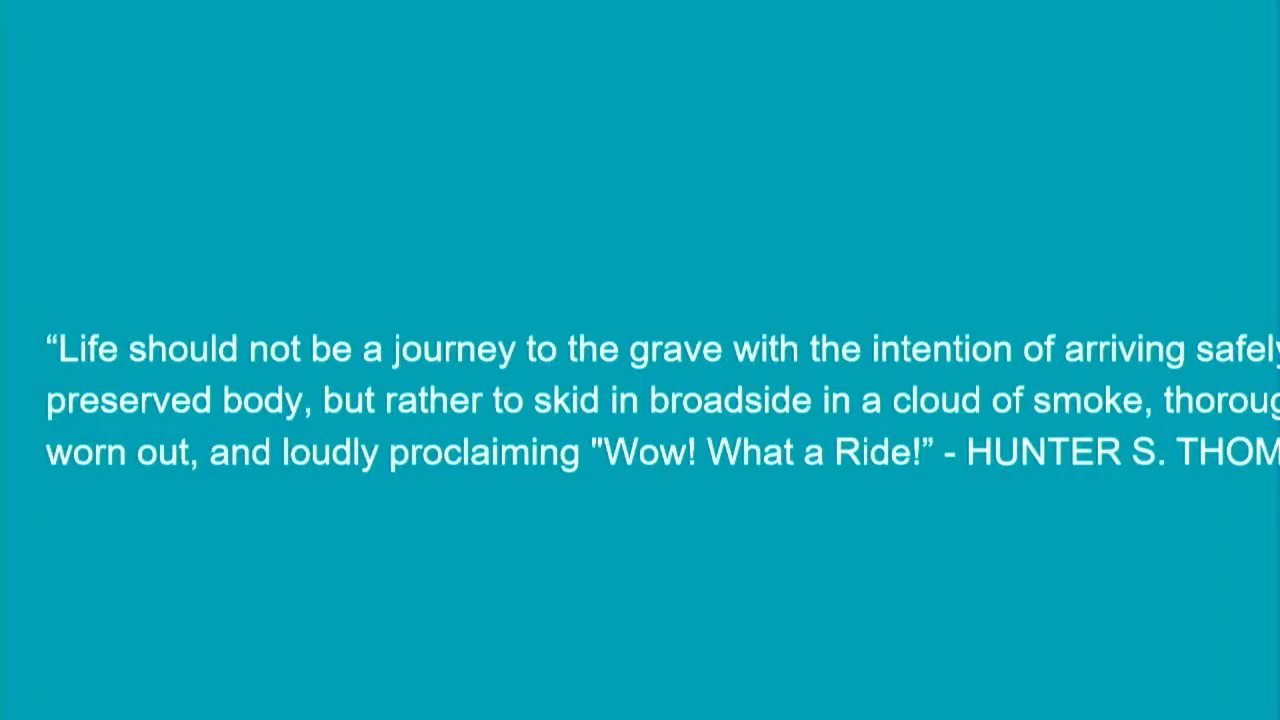 “Life should not be a journey to the grave with the intention of arriving safely
preserved body, but rather to skid in broadside in a cloud of smoke, thoroug
worn out, and loudly proclaiming "Wow! What a Ride!” - HUNTER S. THOM